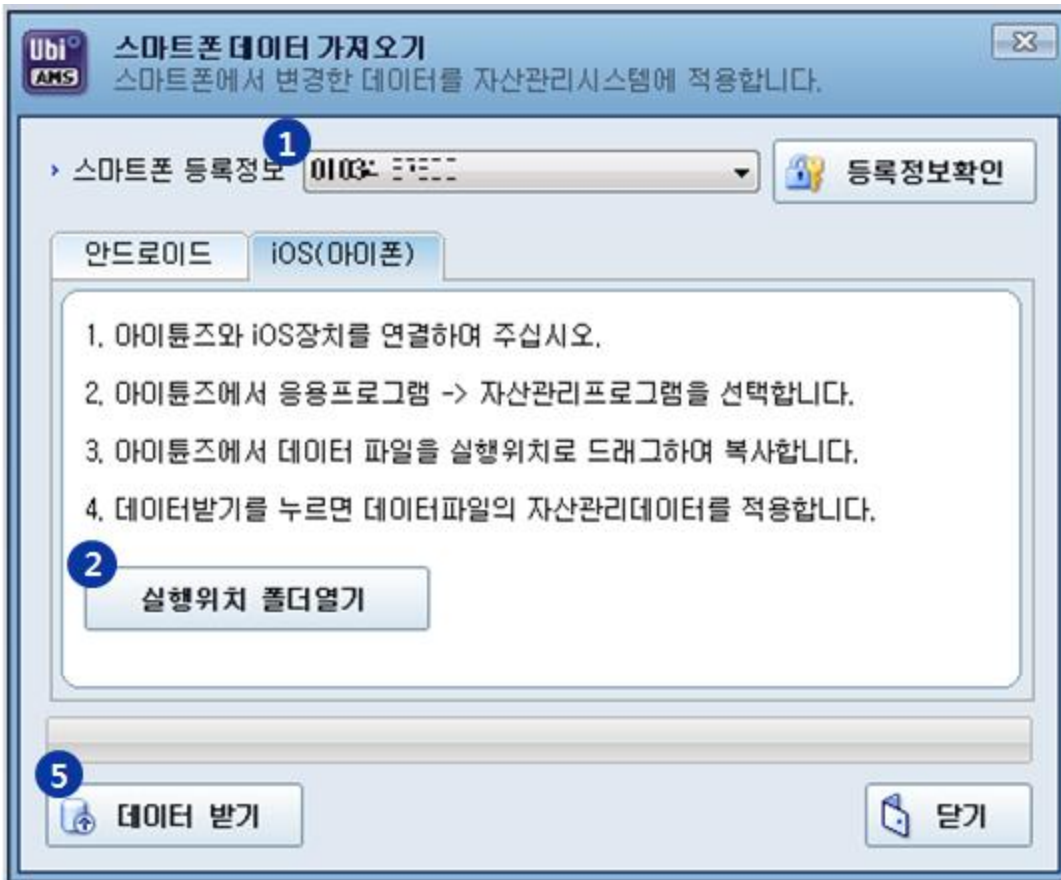 Ubi
AMS
스마트폰 데이터 가져오기
스마트폰에서 변경한 데이터를 자산관리시스템에 적용합니다.
1
› 스마트폰 등록정보
등록정보확인
안드로이드 iOS(아이폰)
1. 아이튠즈와 iOS장치를 연결하여 주십시오.
2. 아이튠즈에서 응용프로그램 -> 자산관리프로그램을 선택합니다.
3. 아이튠즈에서 데이터 파일을 실행위치로 드래그하여 복사합니다.
4. 데이터받기를 누르면 데이터파일의 자산관리데이터를 적용합니다.
2
실행위치 폴더열기
5
데이터 받기 닫기